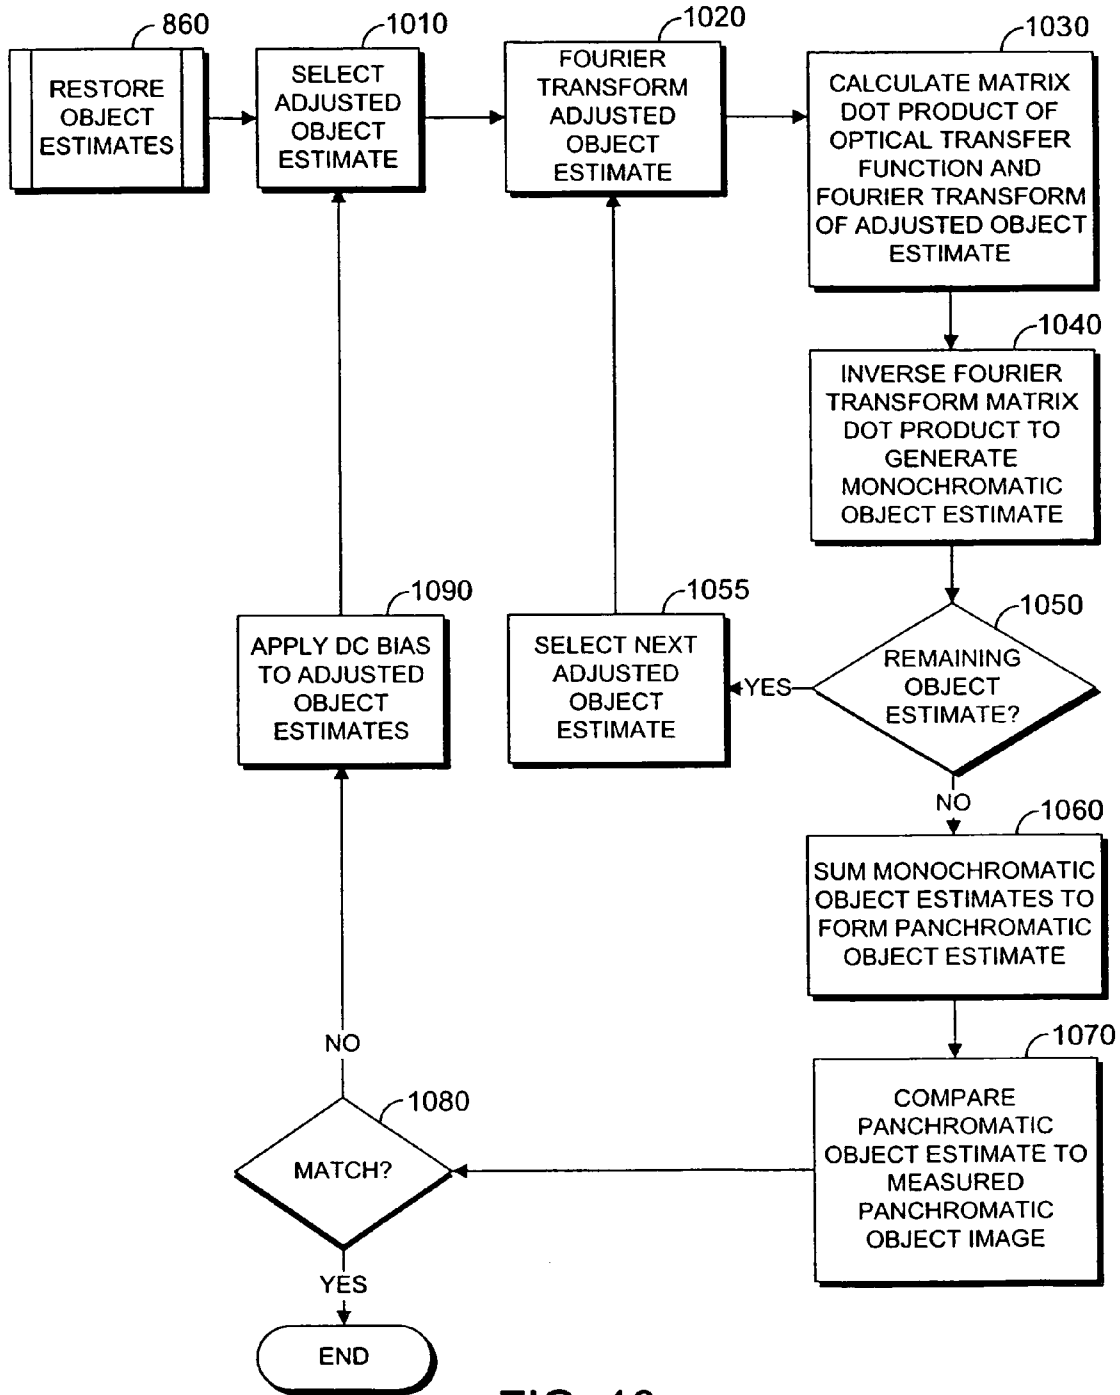 860
RESTORE
OBJECT
ESTIMATES
1010
SELECT
ADJUSTED
OBJECT
ESTIMATE
1020
FOURIER
TRANSFORM
ADJUSTED
OBJECT
ESTIMATE
1030
CALCULATE MATRIX
DOT PRODUCT OF
OPTICAL TRANSFER
FUNCTION AND
FOURIER TRANSFORM
OF ADJUSTED OBJECT
ESTIMATE
1040
INVERSE FOURIER
TRANSFORM MATRIX
DOT PRODUCT TO
GENERATE
MONOCHROMATIC
OBJECT ESTIMATE
1050
REMAINING
OBJECT
ESTIMATE?
YES
1055
SELECT NEXT
ADJUSTED
OBJECT
ESTIMATE
NO
1060
SUM MONOCHROMATIC
OBJECT ESTIMATES TO
FORM PANCHROMATIC
OBJECT ESTIMATE
1070
COMPARE
PANCHROMATIC
OBJECT ESTIMATE TO
MEASURED
PANCHROMATIC
OBJECT IMAGE
1080
MATCH?
NO
1090
APPLY DC BIAS
TO ADJUSTED
OBJECT
ESTIMATES
YES
END